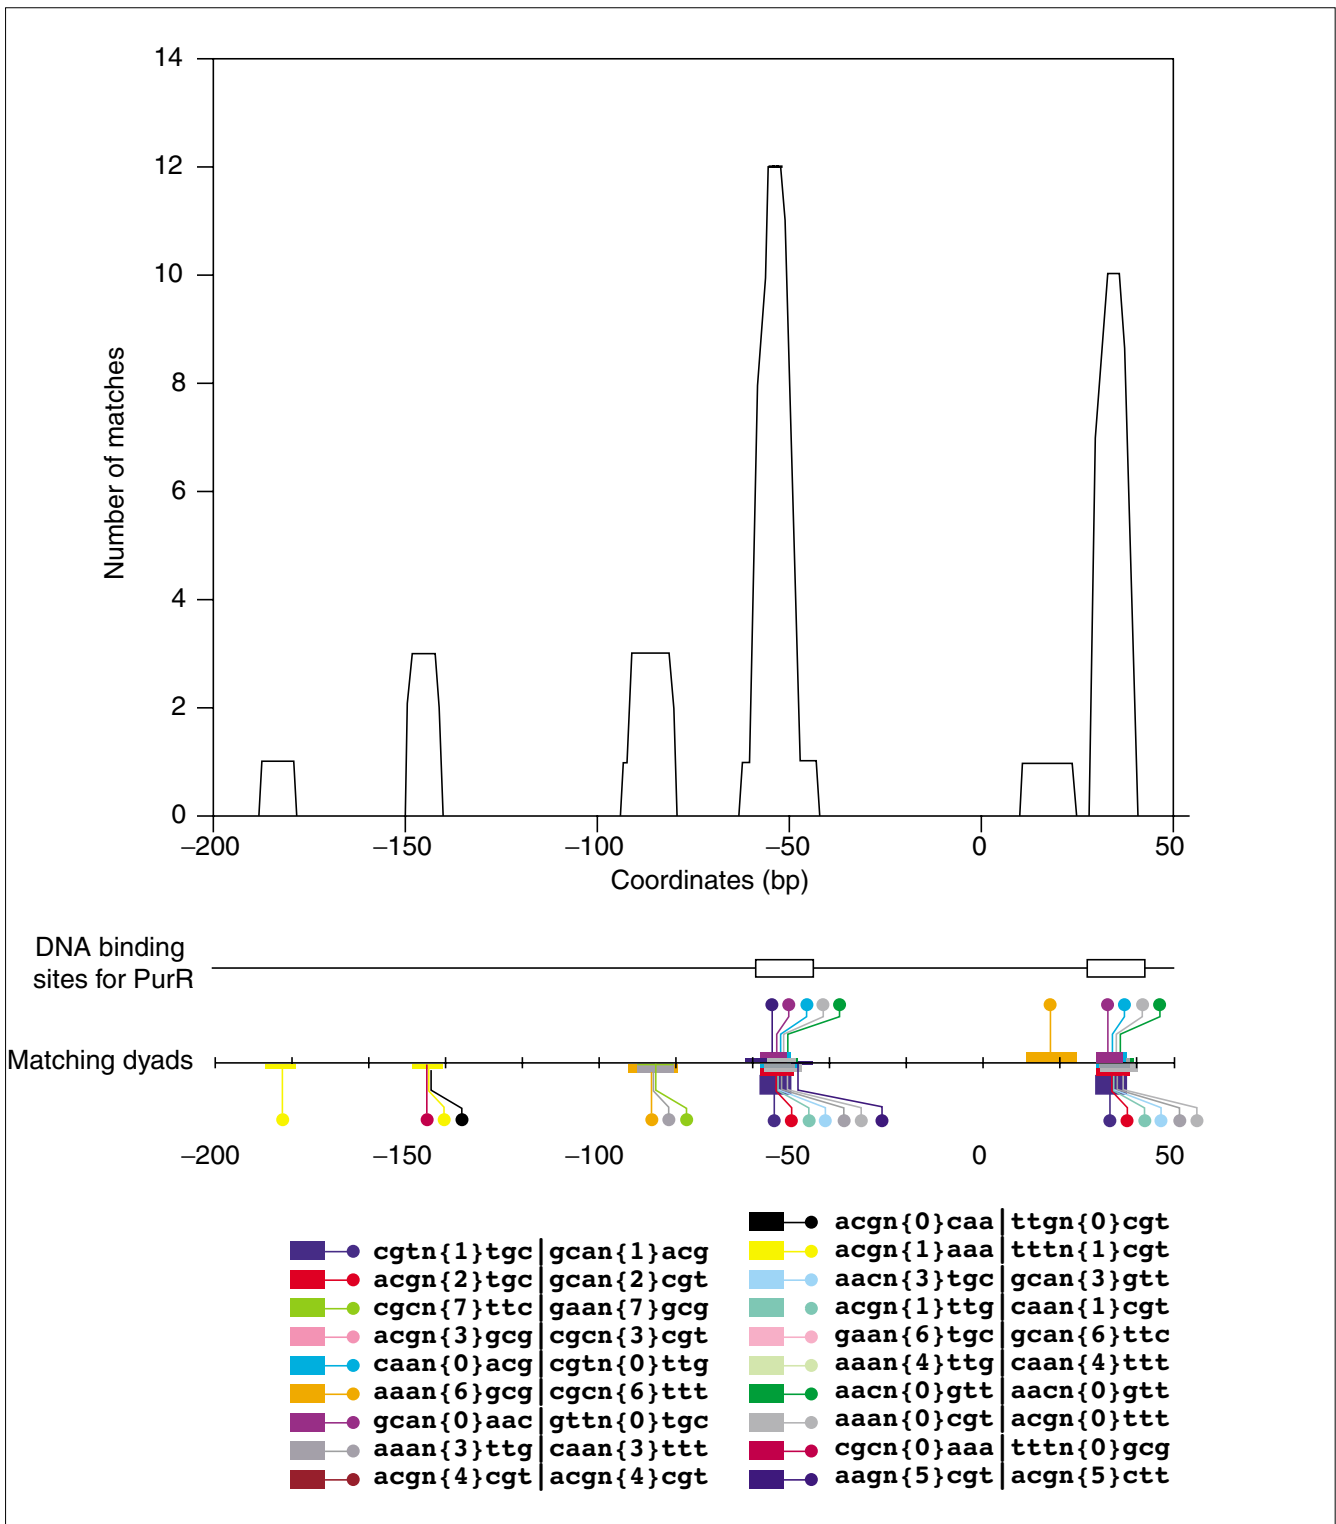 14
12
10
8
6
4
2
0
Number of matches
−200 −150 −100 −50 0 50
Coordinates (bp)
DNA binding
sites for PurR
Matching dyads
−200 −150 −100 −50 0 50
cgtn{1}tgc|gcan{1}acg
acgn{2}tgc|gcan{2}cgt
cgcn{7}ttc|gaan{7}gcg
acgn{3}gcg|cgcn{3}cgt
caan{0}acg|cgtn{0}ttg
aaan{6}gcg|cgcn{6}ttt
gcan{0}aac|gttn{0}tgc
aaan{3}ttg|caan{3}ttt
acgn{4}cgt|acgn{4}cgt
acgn{0}caa|ttgn{0}cgt
acgn{1}aaa|tttn{1}cgt
aacn{3}tgc|gcan{3}gtt
acgn{1}ttg|caan{1}cgt
gaan{6}tgc|gcan{6}ttc
aaan{4}ttg|caan{4}ttt
aacn{0}gtt|aacn{0}gtt
aaan{0}cgt|acgn{0}ttt
cgcn{0}aaa|tttn{0}gcg
aagn{5}cgt|acgn{5}ctt